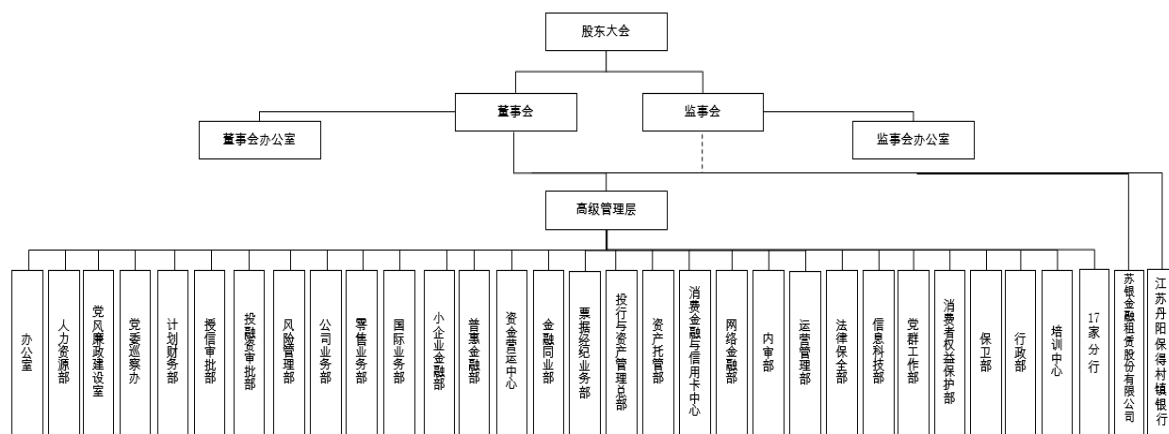 股东大会
董事会
监事会
董事会办公室
监事会办公室
高级管理层
办公室
人力资源部
党风廉政建设室
党委巡察办
计划财务部
授信审批部
投融资审批部
风险管理部
公司业务部
零售业务部
国际业务部
小企业金融部
普惠金融部
资金营运中心
金融同业部
票据经纪业务部
投行与资产管理总部
资产托管部
消费金融与信用卡中心
网络金融部
内审部
运营管理部
法律保全部
信息科技部
党群工作部
消费者权益保护部
保卫部
行政部
培训中心
17家分行
苏银金融租赁股份有限公司
江苏丹阳保得村镇银行